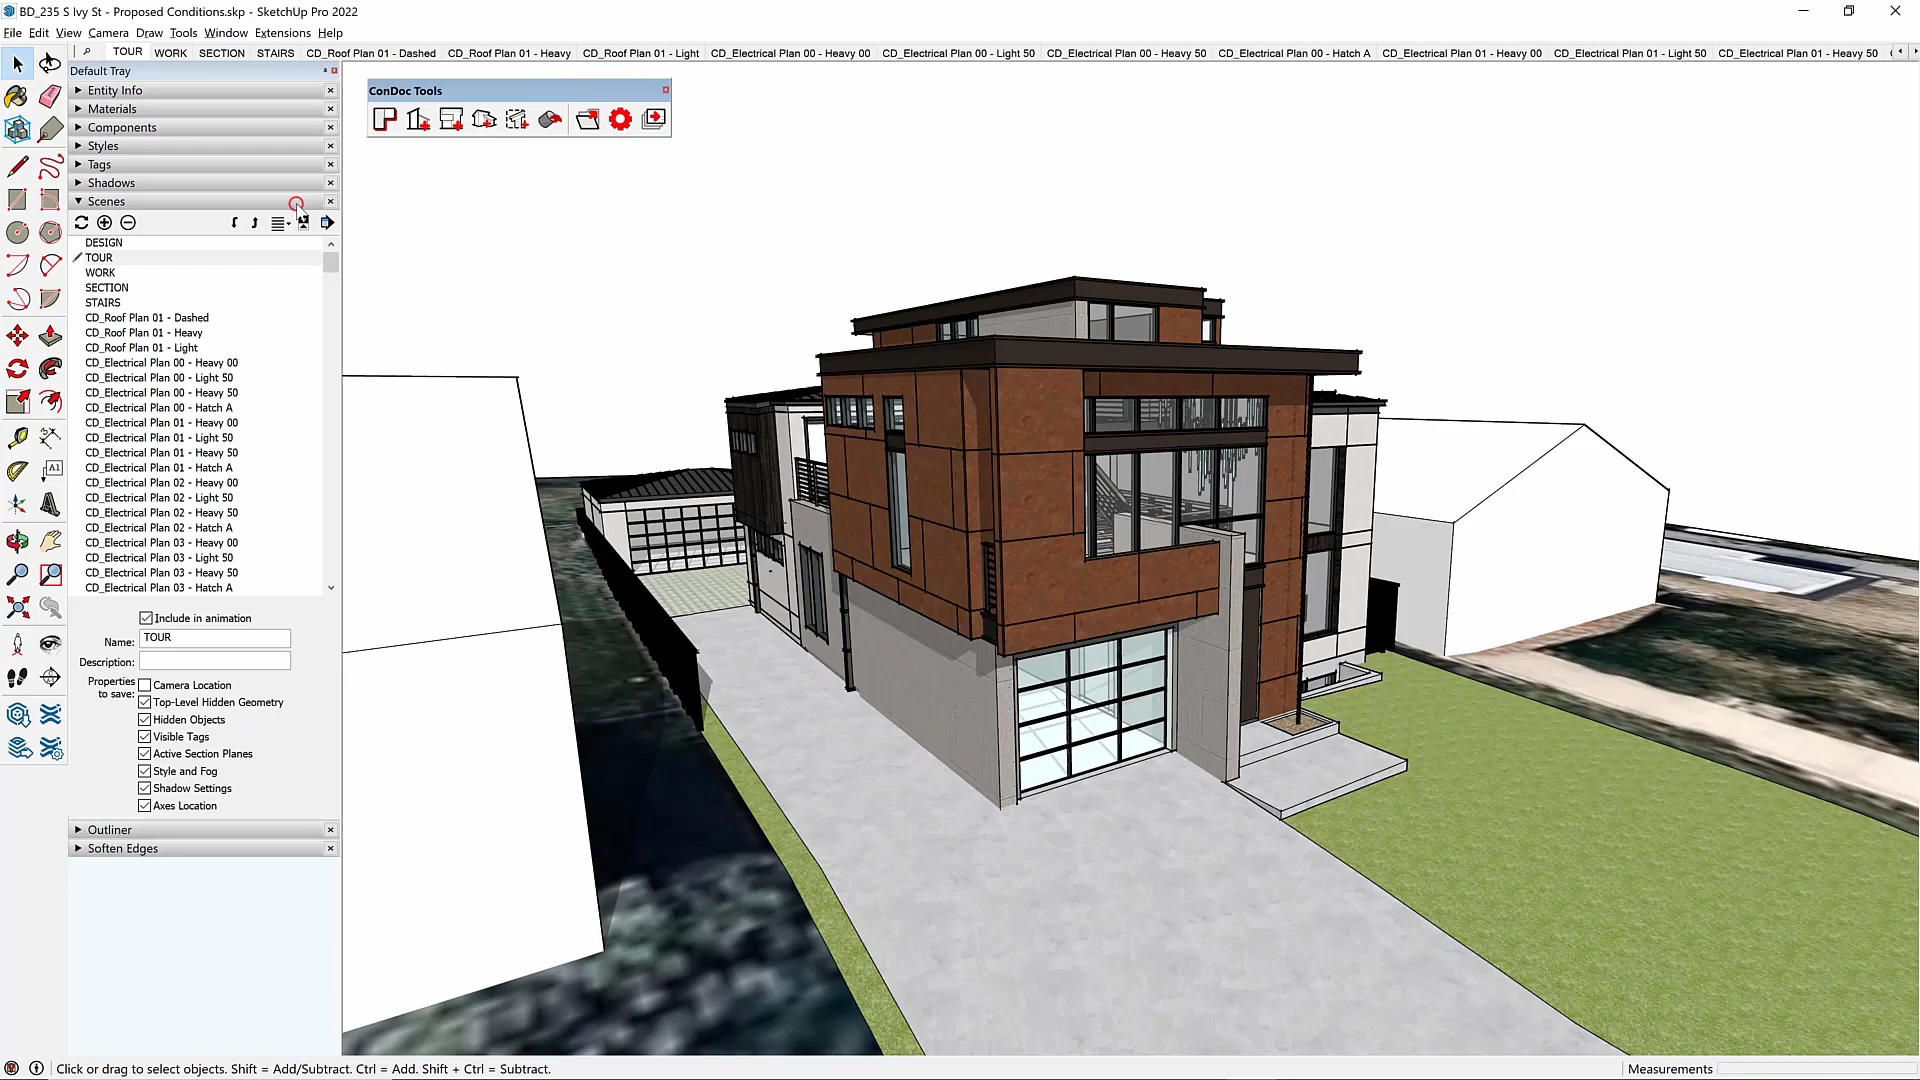 BD_235 S Ivy St - Proposed Conditions.skp - SketchUp Pro 2022
File Edit View Camera Draw Tools Window Extensions Help
TOUR WORK SECTION STAIRS CD_Roof Plan 01 - Dashed CD_Roof Plan 01 - Heavy CD_Roof Plan 01 - Light CD_Electrical Plan 00 - Heavy 00 CD_Electrical Plan 00 - Light 50 CD_Electrical Plan 00 - Heavy 50 CD_Electrical Plan 00 - Hatch A CD_Electrical Plan 01 - Heavy 00 CD_Electrical Plan 01 - Light 50 CD_Electrical Plan 01 - Heavy 50
Default Tray
Entity Info
Materials
Components
Styles
Tags
Shadows
Scenes
DESIGN
TOUR
WORK
SECTION
STAIRS
CD_Roof Plan 01 - Dashed
CD_Roof Plan 01 - Heavy
CD_Roof Plan 01 - Light
CD_Electrical Plan 00 - Heavy 00
CD_Electrical Plan 00 - Light 50
CD_Electrical Plan 00 - Heavy 50
CD_Electrical Plan 00 - Hatch A
CD_Electrical Plan 01 - Heavy 00
CD_Electrical Plan 01 - Light 50
CD_Electrical Plan 01 - Heavy 50
CD_Electrical Plan 01 - Hatch A
CD_Electrical Plan 02 - Heavy 00
CD_Electrical Plan 02 - Light 50
CD_Electrical Plan 02 - Heavy 50
CD_Electrical Plan 02 - Hatch A
CD_Electrical Plan 03 - Heavy 00
CD_Electrical Plan 03 - Light 50
CD_Electrical Plan 03 - Heavy 50
CD_Electrical Plan 03 - Hatch A
Include in animation
Name: TOUR
Description:
Properties to save:
Camera Location
Top-Level Hidden Geometry
Hidden Objects
Visible Tags
Active Section Planes
Style and Fog
Shadow Settings
Axes Location
Outliner
Soften Edges
ConDoc Tools
A1
Click or drag to select objects. Shift = Add/Subtract. Ctrl = Add. Shift + Ctrl = Subtract.
Measurements